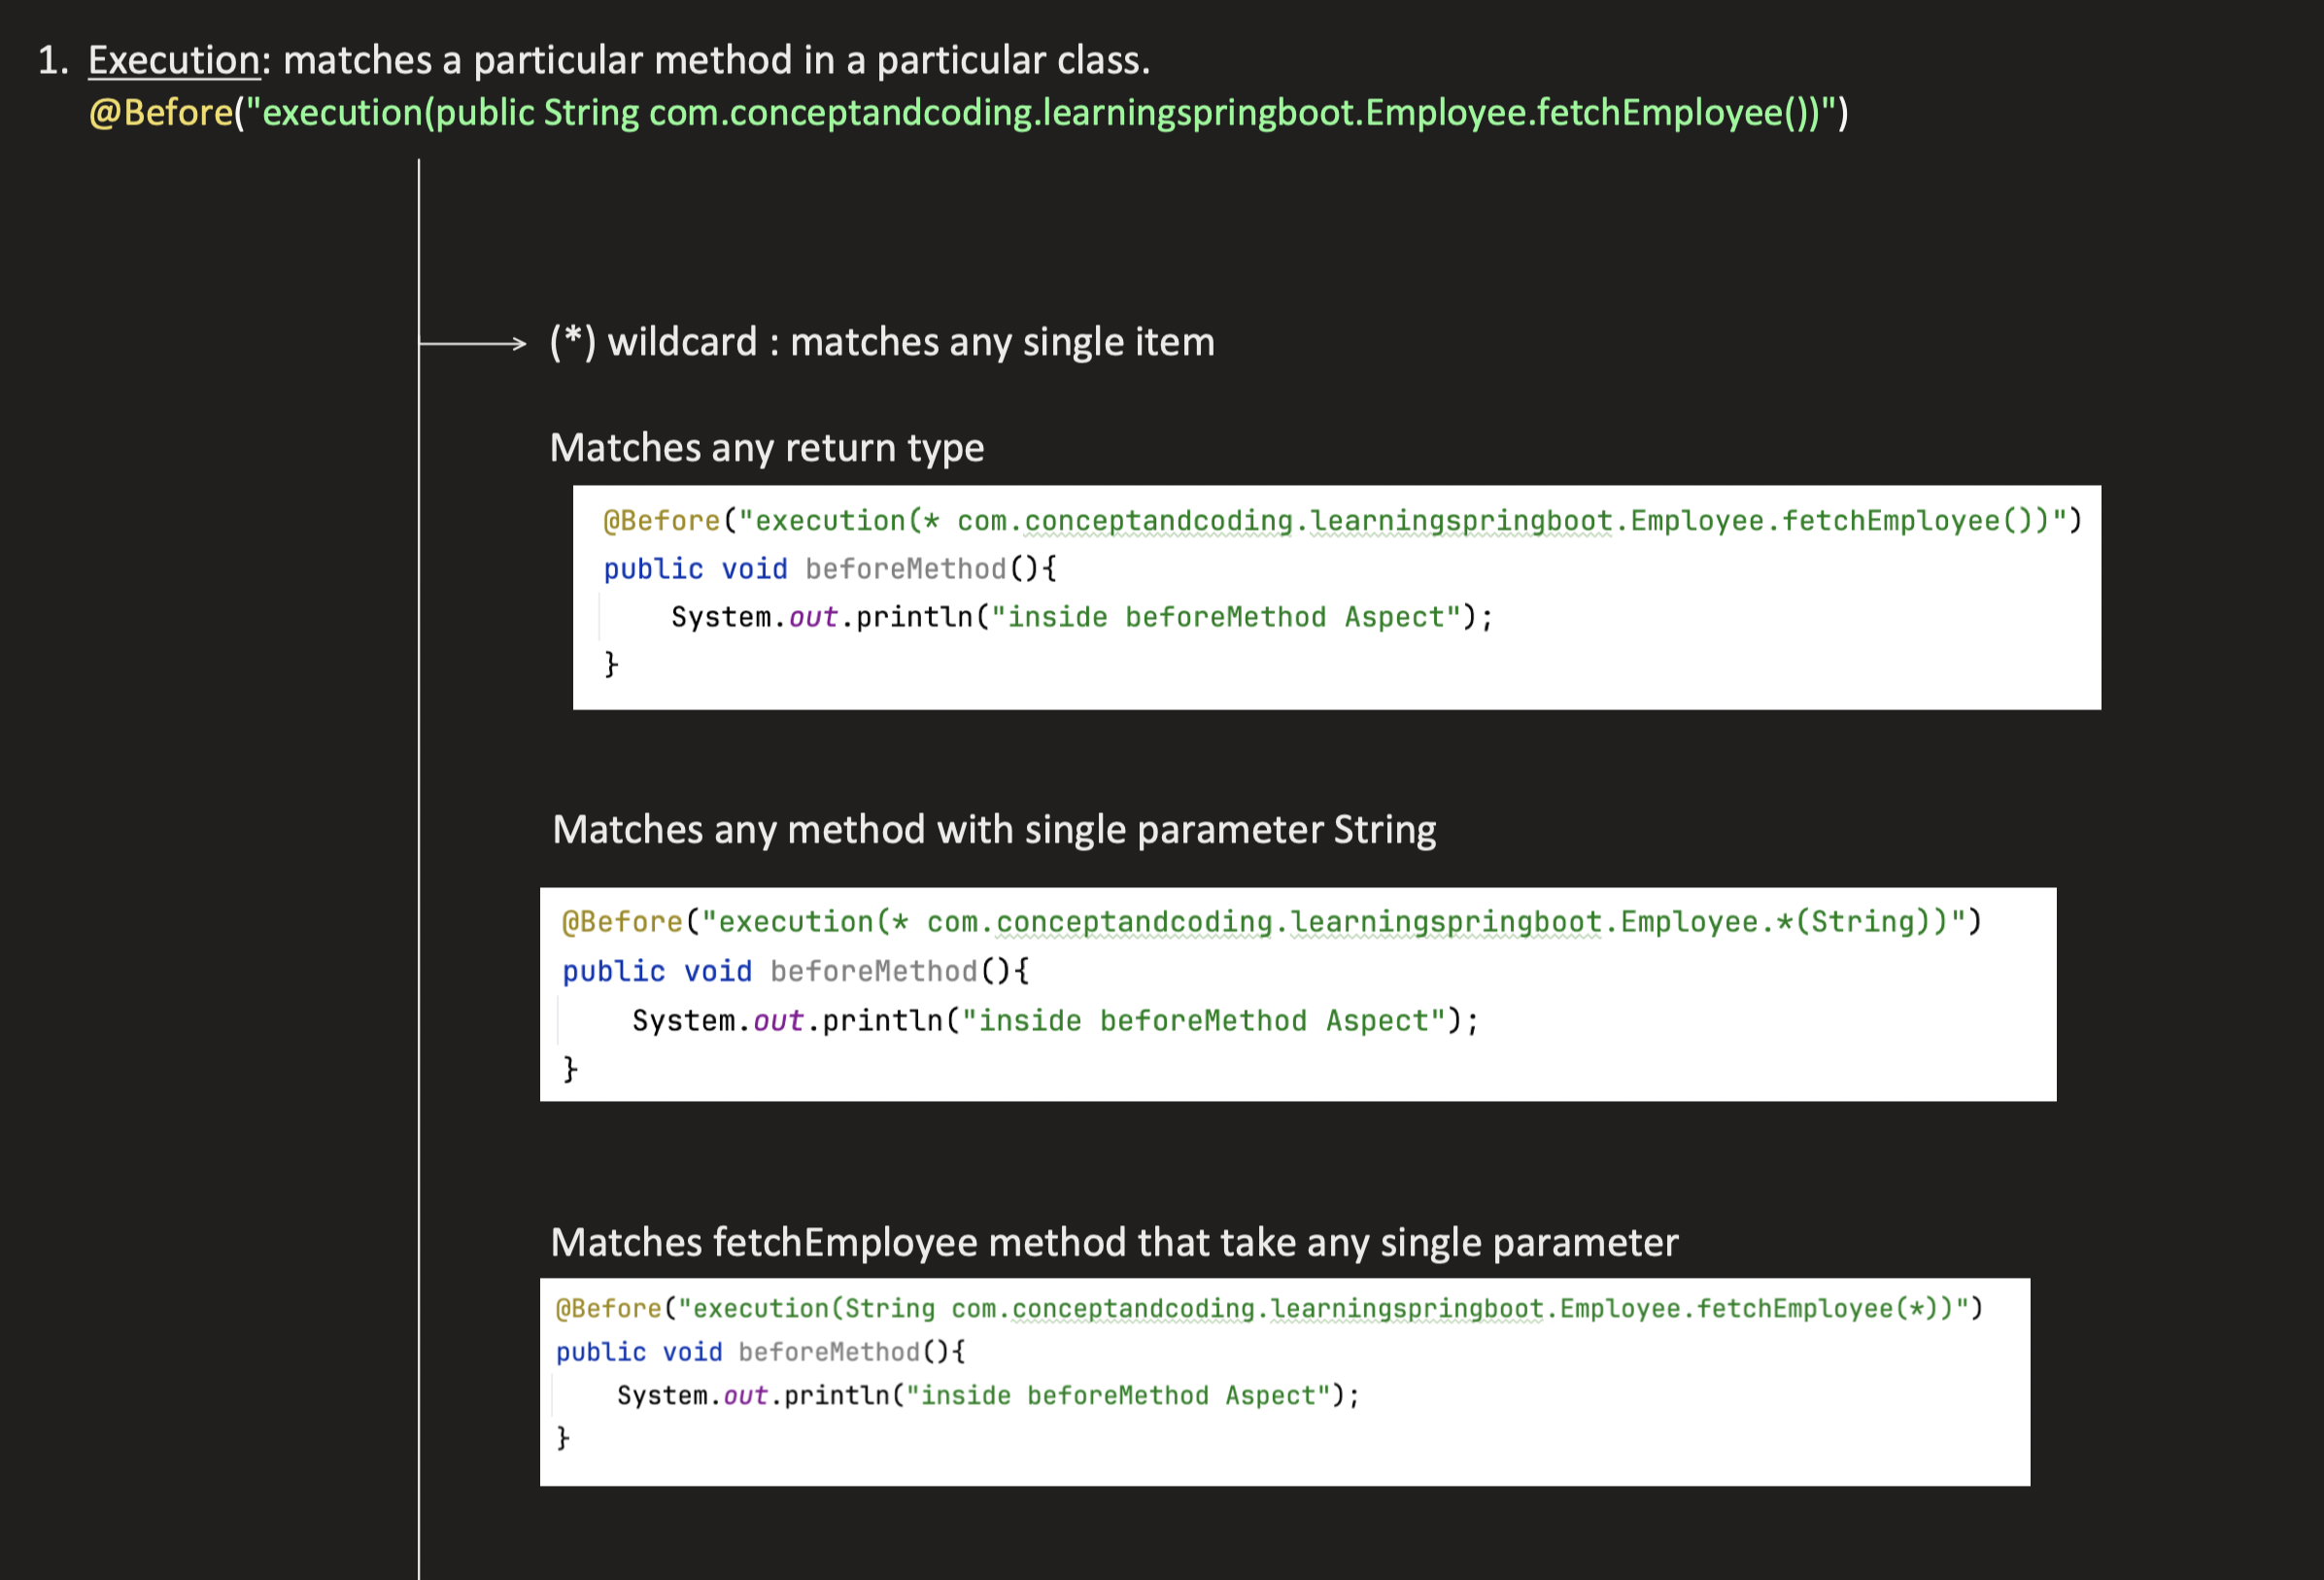 1. Execution: matches a particular method in a particular class.
@Before("execution(public String com.conceptandcoding.learningspringboot.Employee.fetchEmployee())")
(*) wildcard : matches any single item
Matches any return type
@Before("execution(* com.conceptandcoding.learningspringboot.Employee.fetchEmployee())")
public void beforeMethod(){
System.out.println("inside beforeMethod Aspect");
}
Matches any method with single parameter String
@Before("execution(* com.conceptandcoding.learningspringboot.Employee.*(String))")
public void beforeMethod(){
System.out.println("inside beforeMethod Aspect");
}
Matches fetchEmployee method that take any single parameter
@Before("execution(String com.conceptandcoding.learningspringboot.Employee.fetchEmployee(*))")
public void beforeMethod(){
System.out.println("inside beforeMethod Aspect");
}